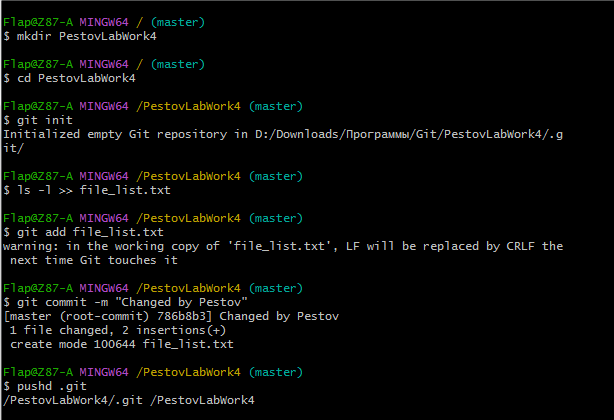 Flap@Z87-A MINGW64 / (master)
$ mkdir PestovLabWork4
Flap@Z87-A MINGW64 / (master)
$ cd PestovLabWork4
Flap@Z87-A MINGW64 /PestovLabWork4 (master)
$ git init
Initialized empty Git repository in D:/Downloads/Программы/Git/PestovLabWork4/.g
it/
Flap@Z87-A MINGW64 /PestovLabWork4 (master)
$ ls -l >> file_list.txt
Flap@Z87-A MINGW64 /PestovLabWork4 (master)
$ git add file_list.txt
warning: in the working copy of 'file_list.txt', LF will be replaced by CRLF the
 next time Git touches it
Flap@Z87-A MINGW64 /PestovLabWork4 (master)
$ git commit -m "Changed by Pestov"
[master (root-commit) 786b8b3] Changed by Pestov
 1 file changed, 2 insertions(+)
 create mode 100644 file_list.txt
Flap@Z87-A MINGW64 /PestovLabWork4 (master)
$ pushd .git
/PestovLabWork4/.git /PestovLabWork4